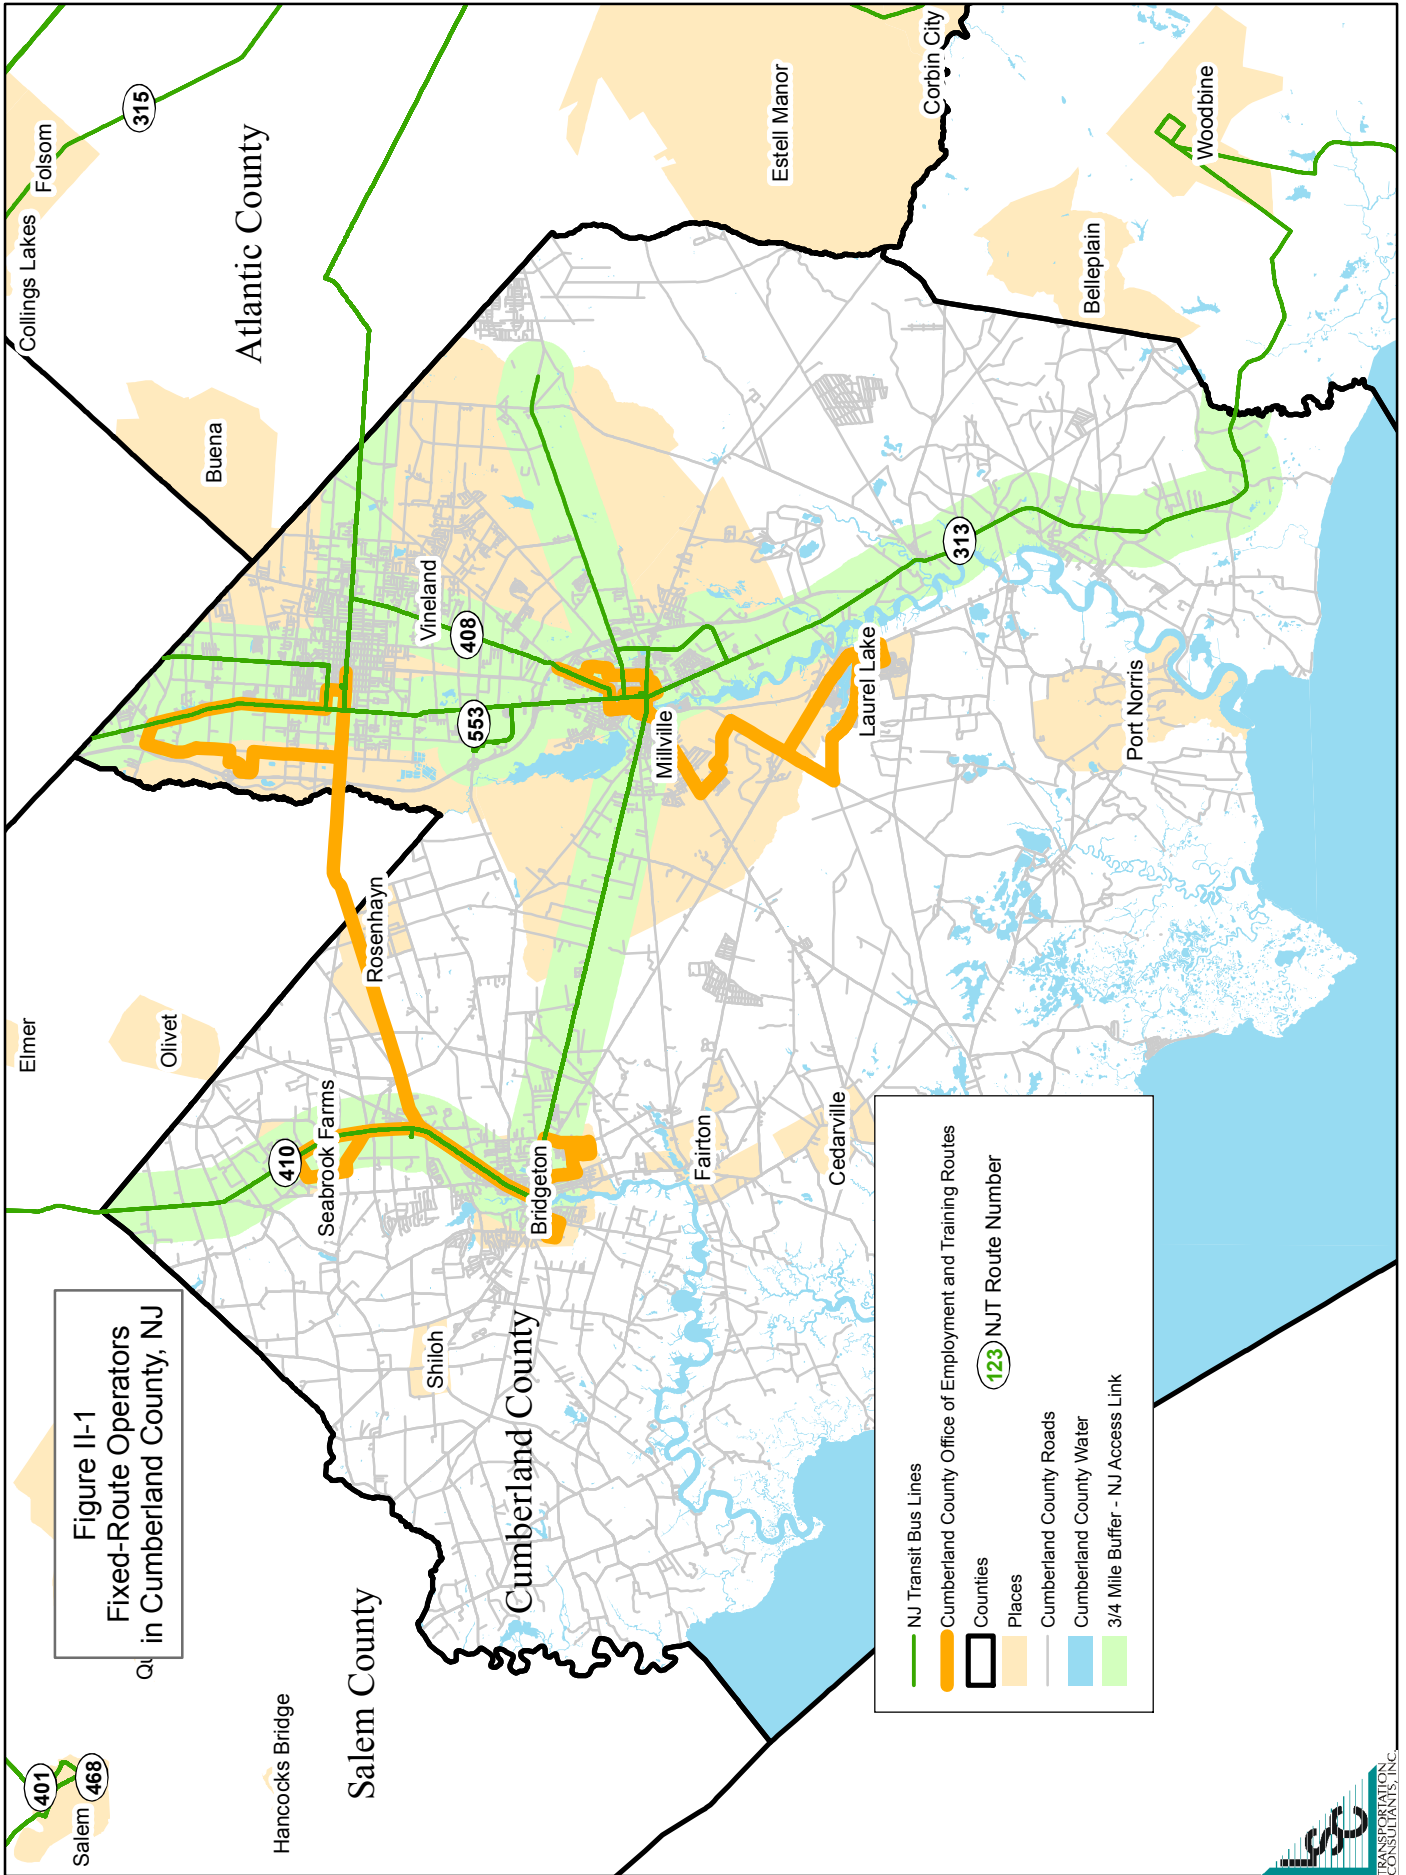 Figure II-1
Fixed-Route Operators
in Cumberland County, NJ
Qu
401
468
Salem
Hancocks Bridge
Salem County
Elmer
Olivet
Collings Lakes
Folsom
315
Atlantic County
Buena
410
Seabrook Farms
Rosenhayn
Vineland
408
553
Shiloh
Cumberland County
Bridgeton
Millville
Fairton
Cedarville
Laurel Lake
313
Port Norris
Estell Manor
Corbin City
Belleplain
Woodbine
NJ Transit Bus Lines
Cumberland County Office of Employment and Training Routes
Counties
123 NJT Route Number
Places
Cumberland County Roads
Cumberland County Water
3/4 Mile Buffer - NJ Access Link
LSC
TRANSPORTATION
CONSULTANTS, INC.